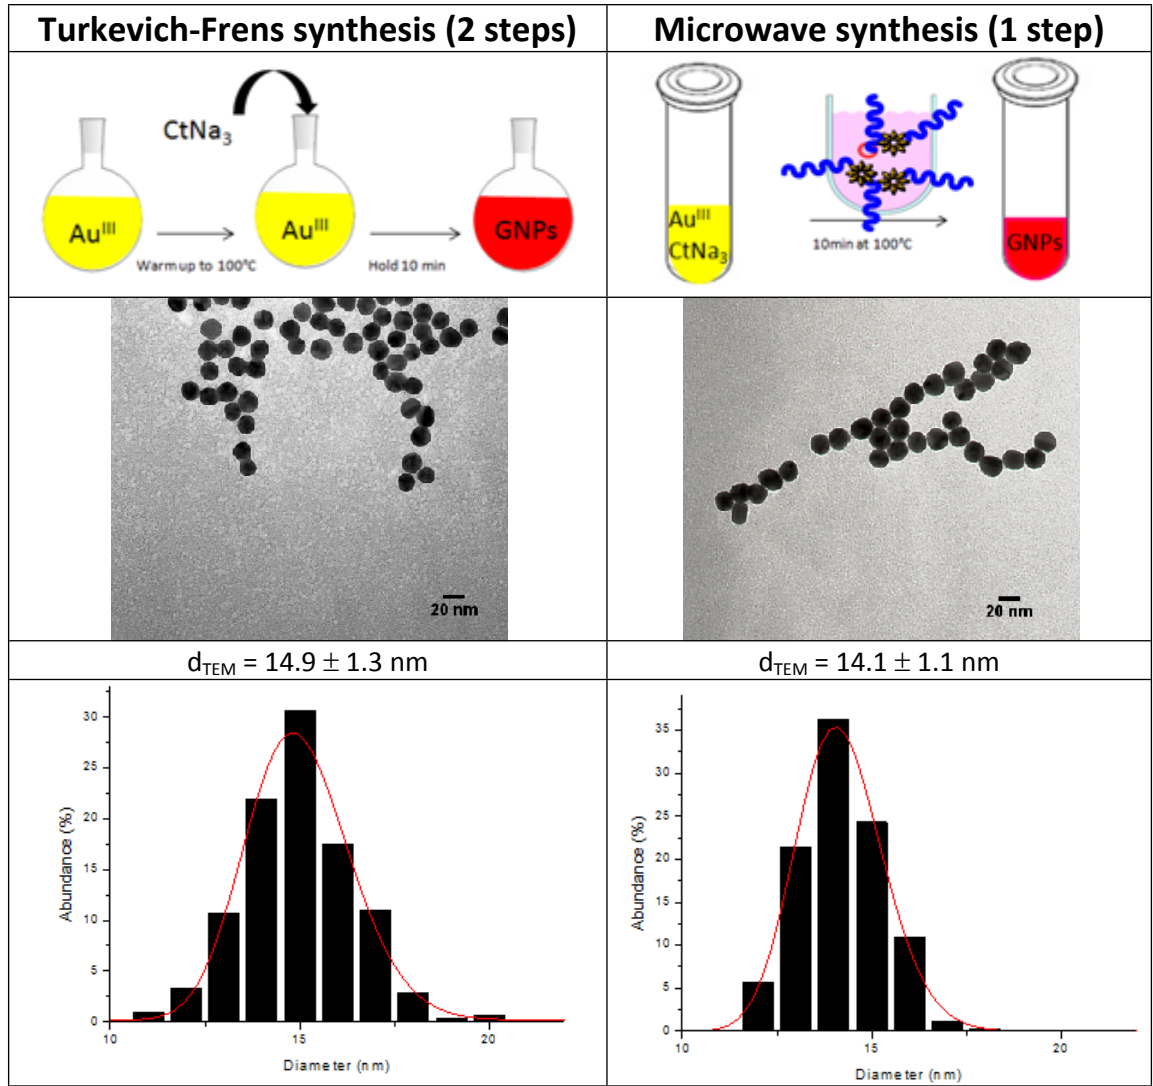 Turkevich-Frens synthesis (2 steps)
Microwave synthesis (1 step)
CtNa₃
Auᴵᴵᴵ
Warm up to 100°C
Auᴵᴵᴵ
Hold 10 min
GNPs
Auᴵᴵᴵ
CtNa₃
10min at 100°C
GNPs
20 nm
20 nm
d_TEM = 14.9 ± 1.3 nm
d_TEM = 14.1 ± 1.1 nm
Abundance (%)
30
25
20
15
10
5
0
10
15
20
Diameter (nm)
Abundance (%)
35
30
25
20
15
10
5
0
10
15
20
Diameter (nm)